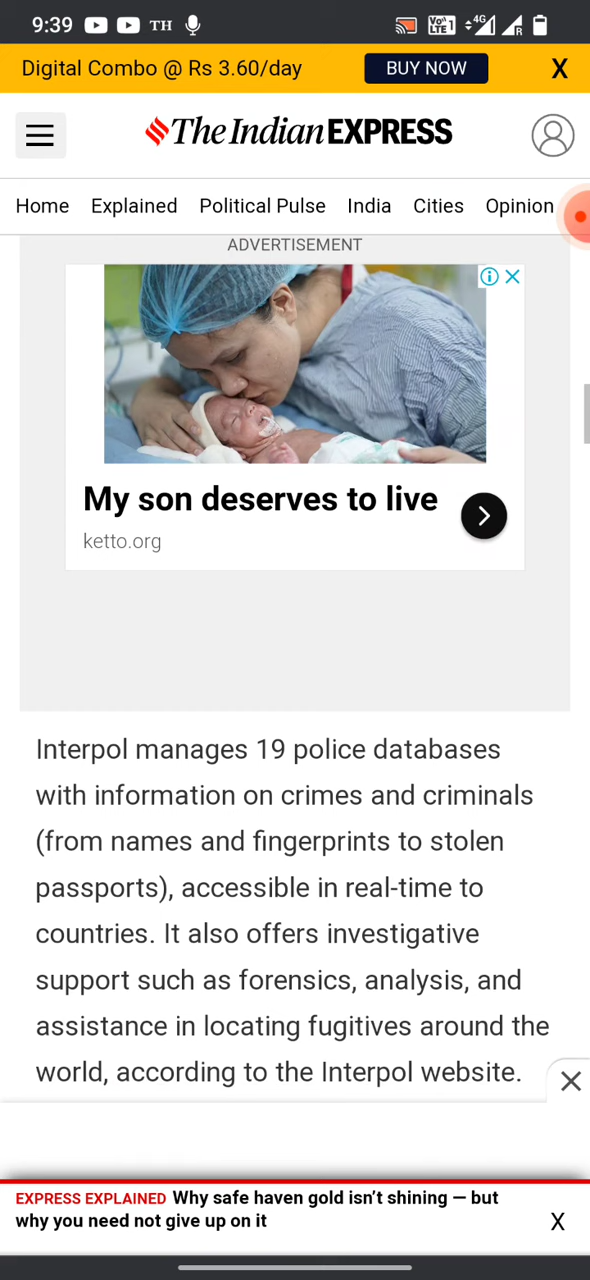 9:39 TH Vo)) LTE 1 4G R
Digital Combo @ Rs 3.60/day BUY NOW X
The Indian EXPRESS
Home Explained Political Pulse India Cities Opinion
ADVERTISEMENT
My son deserves to live
ketto.org
Interpol manages 19 police databases
with information on crimes and criminals
(from names and fingerprints to stolen
passports), accessible in real-time to
countries. It also offers investigative
support such as forensics, analysis, and
assistance in locating fugitives around the
world, according to the Interpol website.
EXPRESS EXPLAINED Why safe haven gold isn’t shining — but
why you need not give up on it X